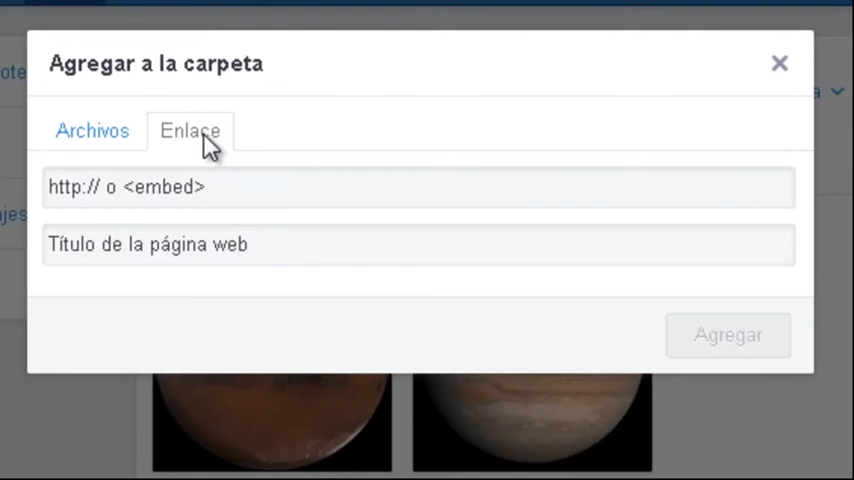 Agregar a la carpeta
Archivos
Enlace
http:// o <embed>
Título de la página web
Agregar